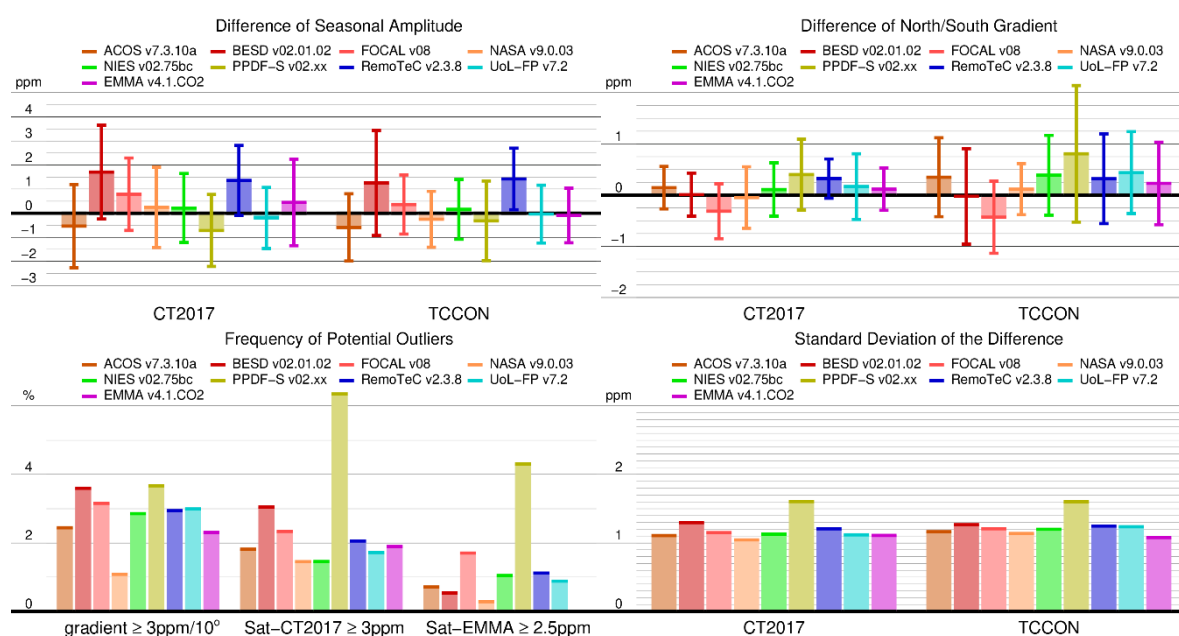 Difference of Seasonal Amplitude
ACOS v7.3.10a BESD v02.01.02 FOCAL v08 NASA v9.0.03
NIES v02.75bc PPDF−S v02.xx RemoTeC v2.3.8 UoL−FP v7.2
EMMA v4.1.CO2
ppm
4
3
2
1
0
−1
−2
−3
CT2017 TCCON
Difference of North/South Gradient
ACOS v7.3.10a BESD v02.01.02 FOCAL v08 NASA v9.0.03
NIES v02.75bc PPDF−S v02.xx RemoTeC v2.3.8 UoL−FP v7.2
EMMA v4.1.CO2
ppm
1
0
−1
−2
CT2017 TCCON
Frequency of Potential Outliers
ACOS v7.3.10a BESD v02.01.02 FOCAL v08 NASA v9.0.03
NIES v02.75bc PPDF−S v02.xx RemoTeC v2.3.8 UoL−FP v7.2
EMMA v4.1.CO2
%
4
2
0
gradient ≥ 3ppm/10° Sat−CT2017 ≥ 3ppm Sat−EMMA ≥ 2.5ppm
Standard Deviation of the Difference
ACOS v7.3.10a BESD v02.01.02 FOCAL v08 NASA v9.0.03
NIES v02.75bc PPDF−S v02.xx RemoTeC v2.3.8 UoL−FP v7.2
EMMA v4.1.CO2
ppm
2
1
0
CT2017 TCCON